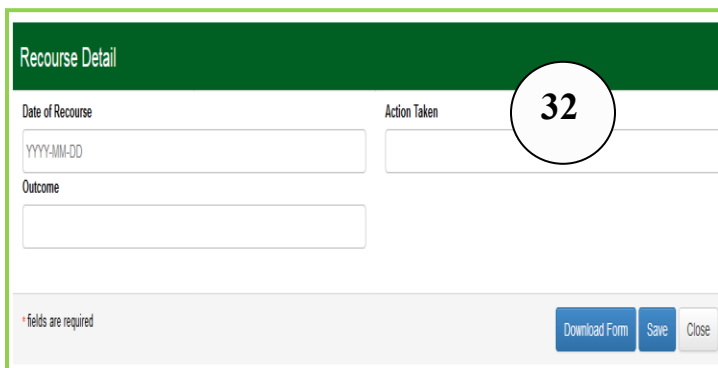 Recourse Detail
Date of Recourse
Action Taken
32
YYYY-MM-DD
Outcome
* fields are required
Download Form
Save
Close